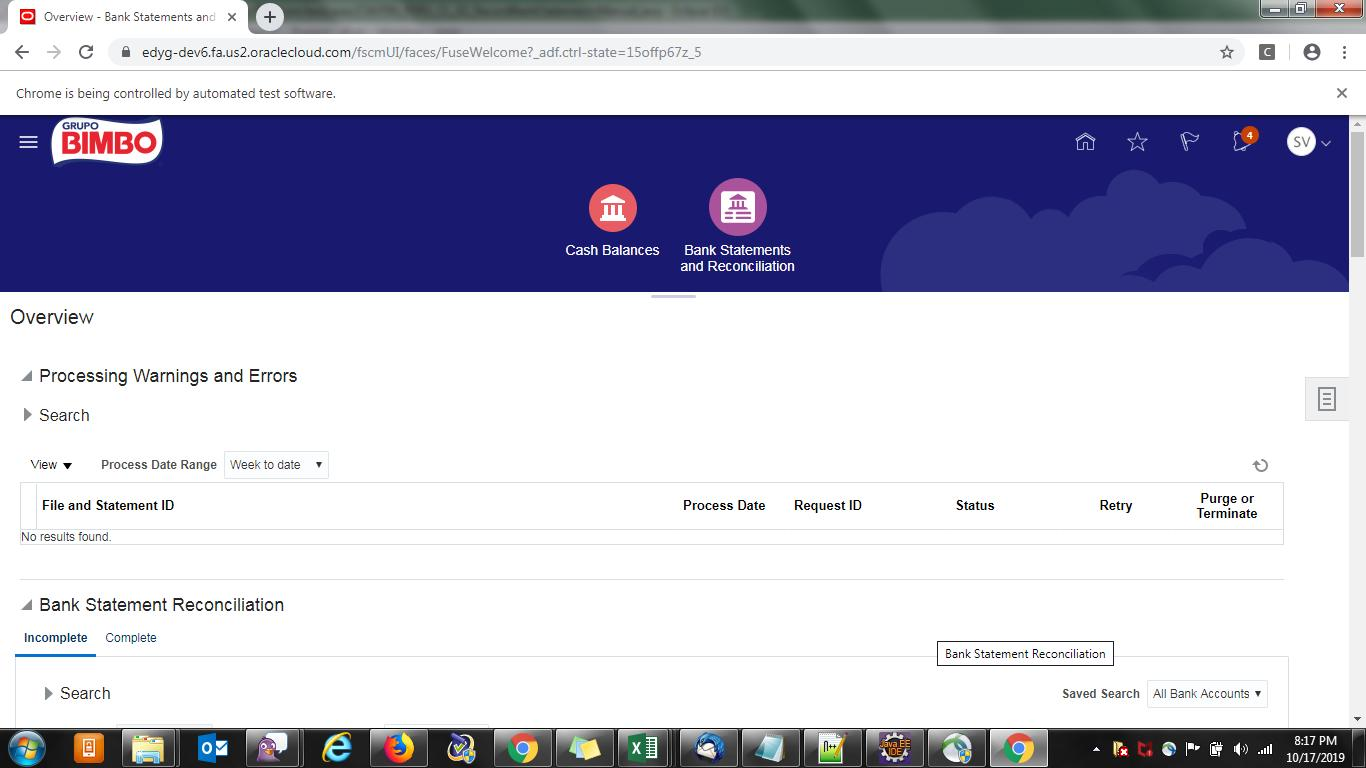 Overview - Bank Statements and
edyg-dev6.fa.us2.oraclecloud.com/fscmUI/faces/FuseWelcome?_adf.ctrl-state=15offp67z_5
C
Chrome is being controlled by automated test software.
GRUPO
BIMBO
4
SV
Cash Balances
Bank Statements
and Reconciliation
Overview
Processing Warnings and Errors
Search
View
Process Date Range
Week to date
File and Statement ID
Process Date
Request ID
Status
Retry
Purge or
Terminate
No results found.
Bank Statement Reconciliation
Incomplete
Complete
Bank Statement Reconciliation
Search
Saved Search
All Bank Accounts
Java EE
IDE
8:17 PM
10/17/2019